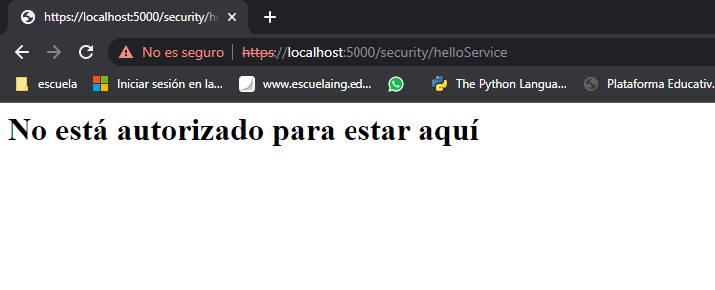 https://localhost:5000/security/he
No es seguro
https://localhost:5000/security/helloService
escuela
Iniciar sesión en la...
www.escuelaing.ed...
The Python Langua...
Plataforma Educativ...
No está autorizado para estar aquí